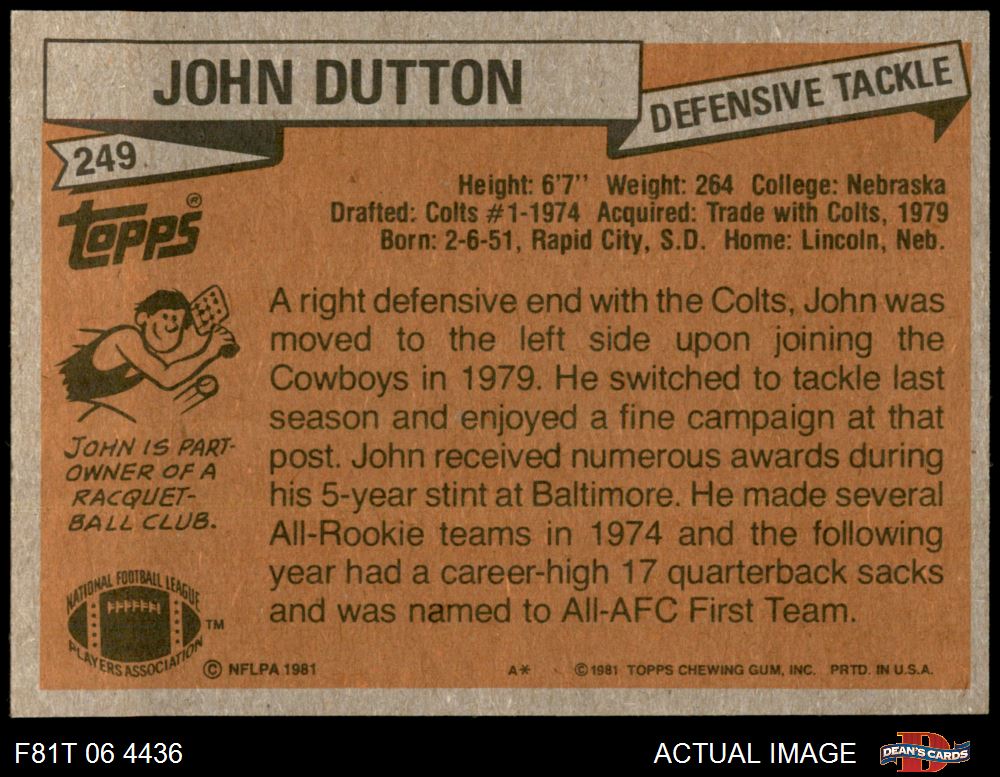 JOHN DUTTON
DEFENSIVE TACKLE
249
TOPPS®
Height: 6'7" Weight: 264 College: Nebraska
Drafted: Colts #1-1974 Acquired: Trade with Colts, 1979
Born: 2-6-51, Rapid City, S.D. Home: Lincoln, Neb.
A right defensive end with the Colts, John was
moved to the left side upon joining the
Cowboys in 1979. He switched to tackle last
season and enjoyed a fine campaign at that
post. John received numerous awards during
his 5-year stint at Baltimore. He made several
All-Rookie teams in 1974 and the following
year had a career-high 17 quarterback sacks
and was named to All-AFC First Team.
JOHN IS PART-
OWNER OF A
RACQUET-
BALL CLUB.
NATIONAL FOOTBALL LEAGUE
PLAYERS ASSOCIATION
TM
© NFLPA 1981
A*
© 1981 TOPPS CHEWING GUM, INC. PRTD. IN U.S.A.
F81T 06 4436
ACTUAL IMAGE
D
DEAN'S CARDS